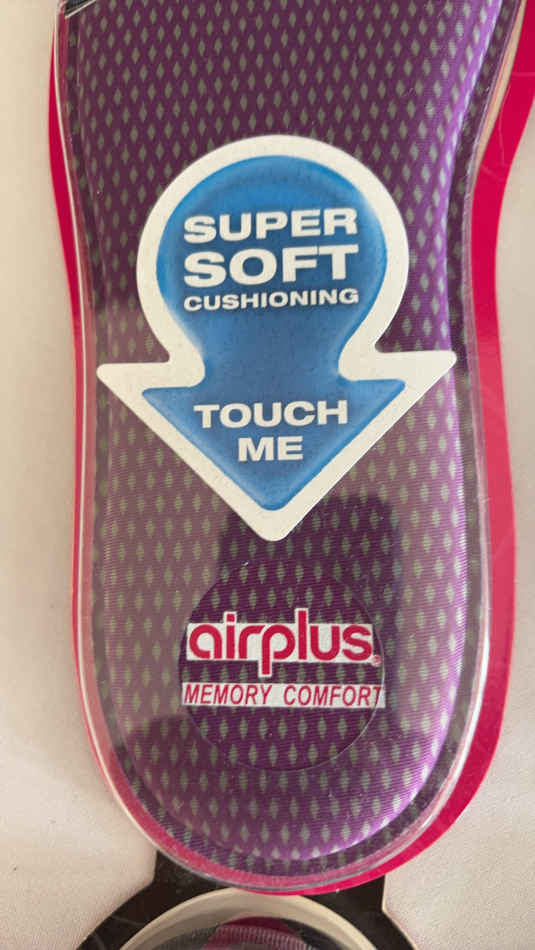 SUPER
SOFT
CUSHIONING
TOUCH
ME
airplus®
MEMORY COMFORT